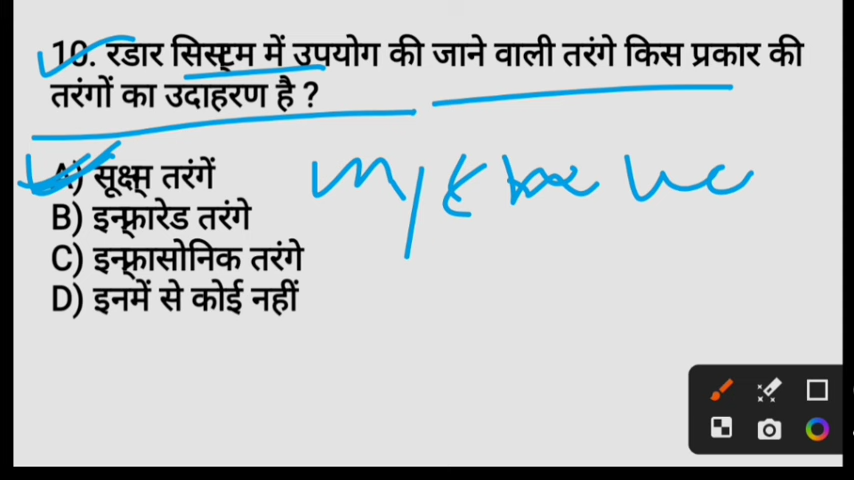 10. रडार सिस्टम में उपयोग की जाने वाली तरंगे किस प्रकार की
तरंगों का उदाहरण है ?
A) सूक्ष्म तरंगें
B) इन्फ्रारेड तरंगे
C) इन्फ्रासोनिक तरंगे
D) इनमें से कोई नहीं